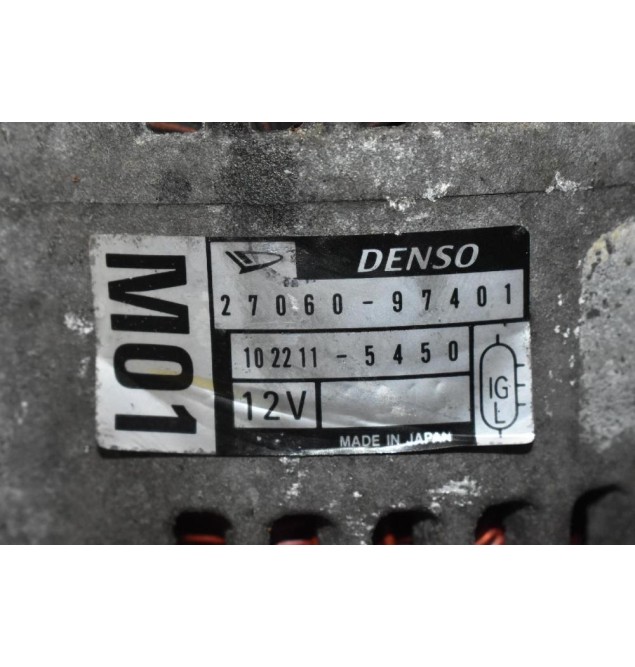 M01
DENSO
27060-97401
102211-5450
12V
IG
L
MADE IN JAPAN